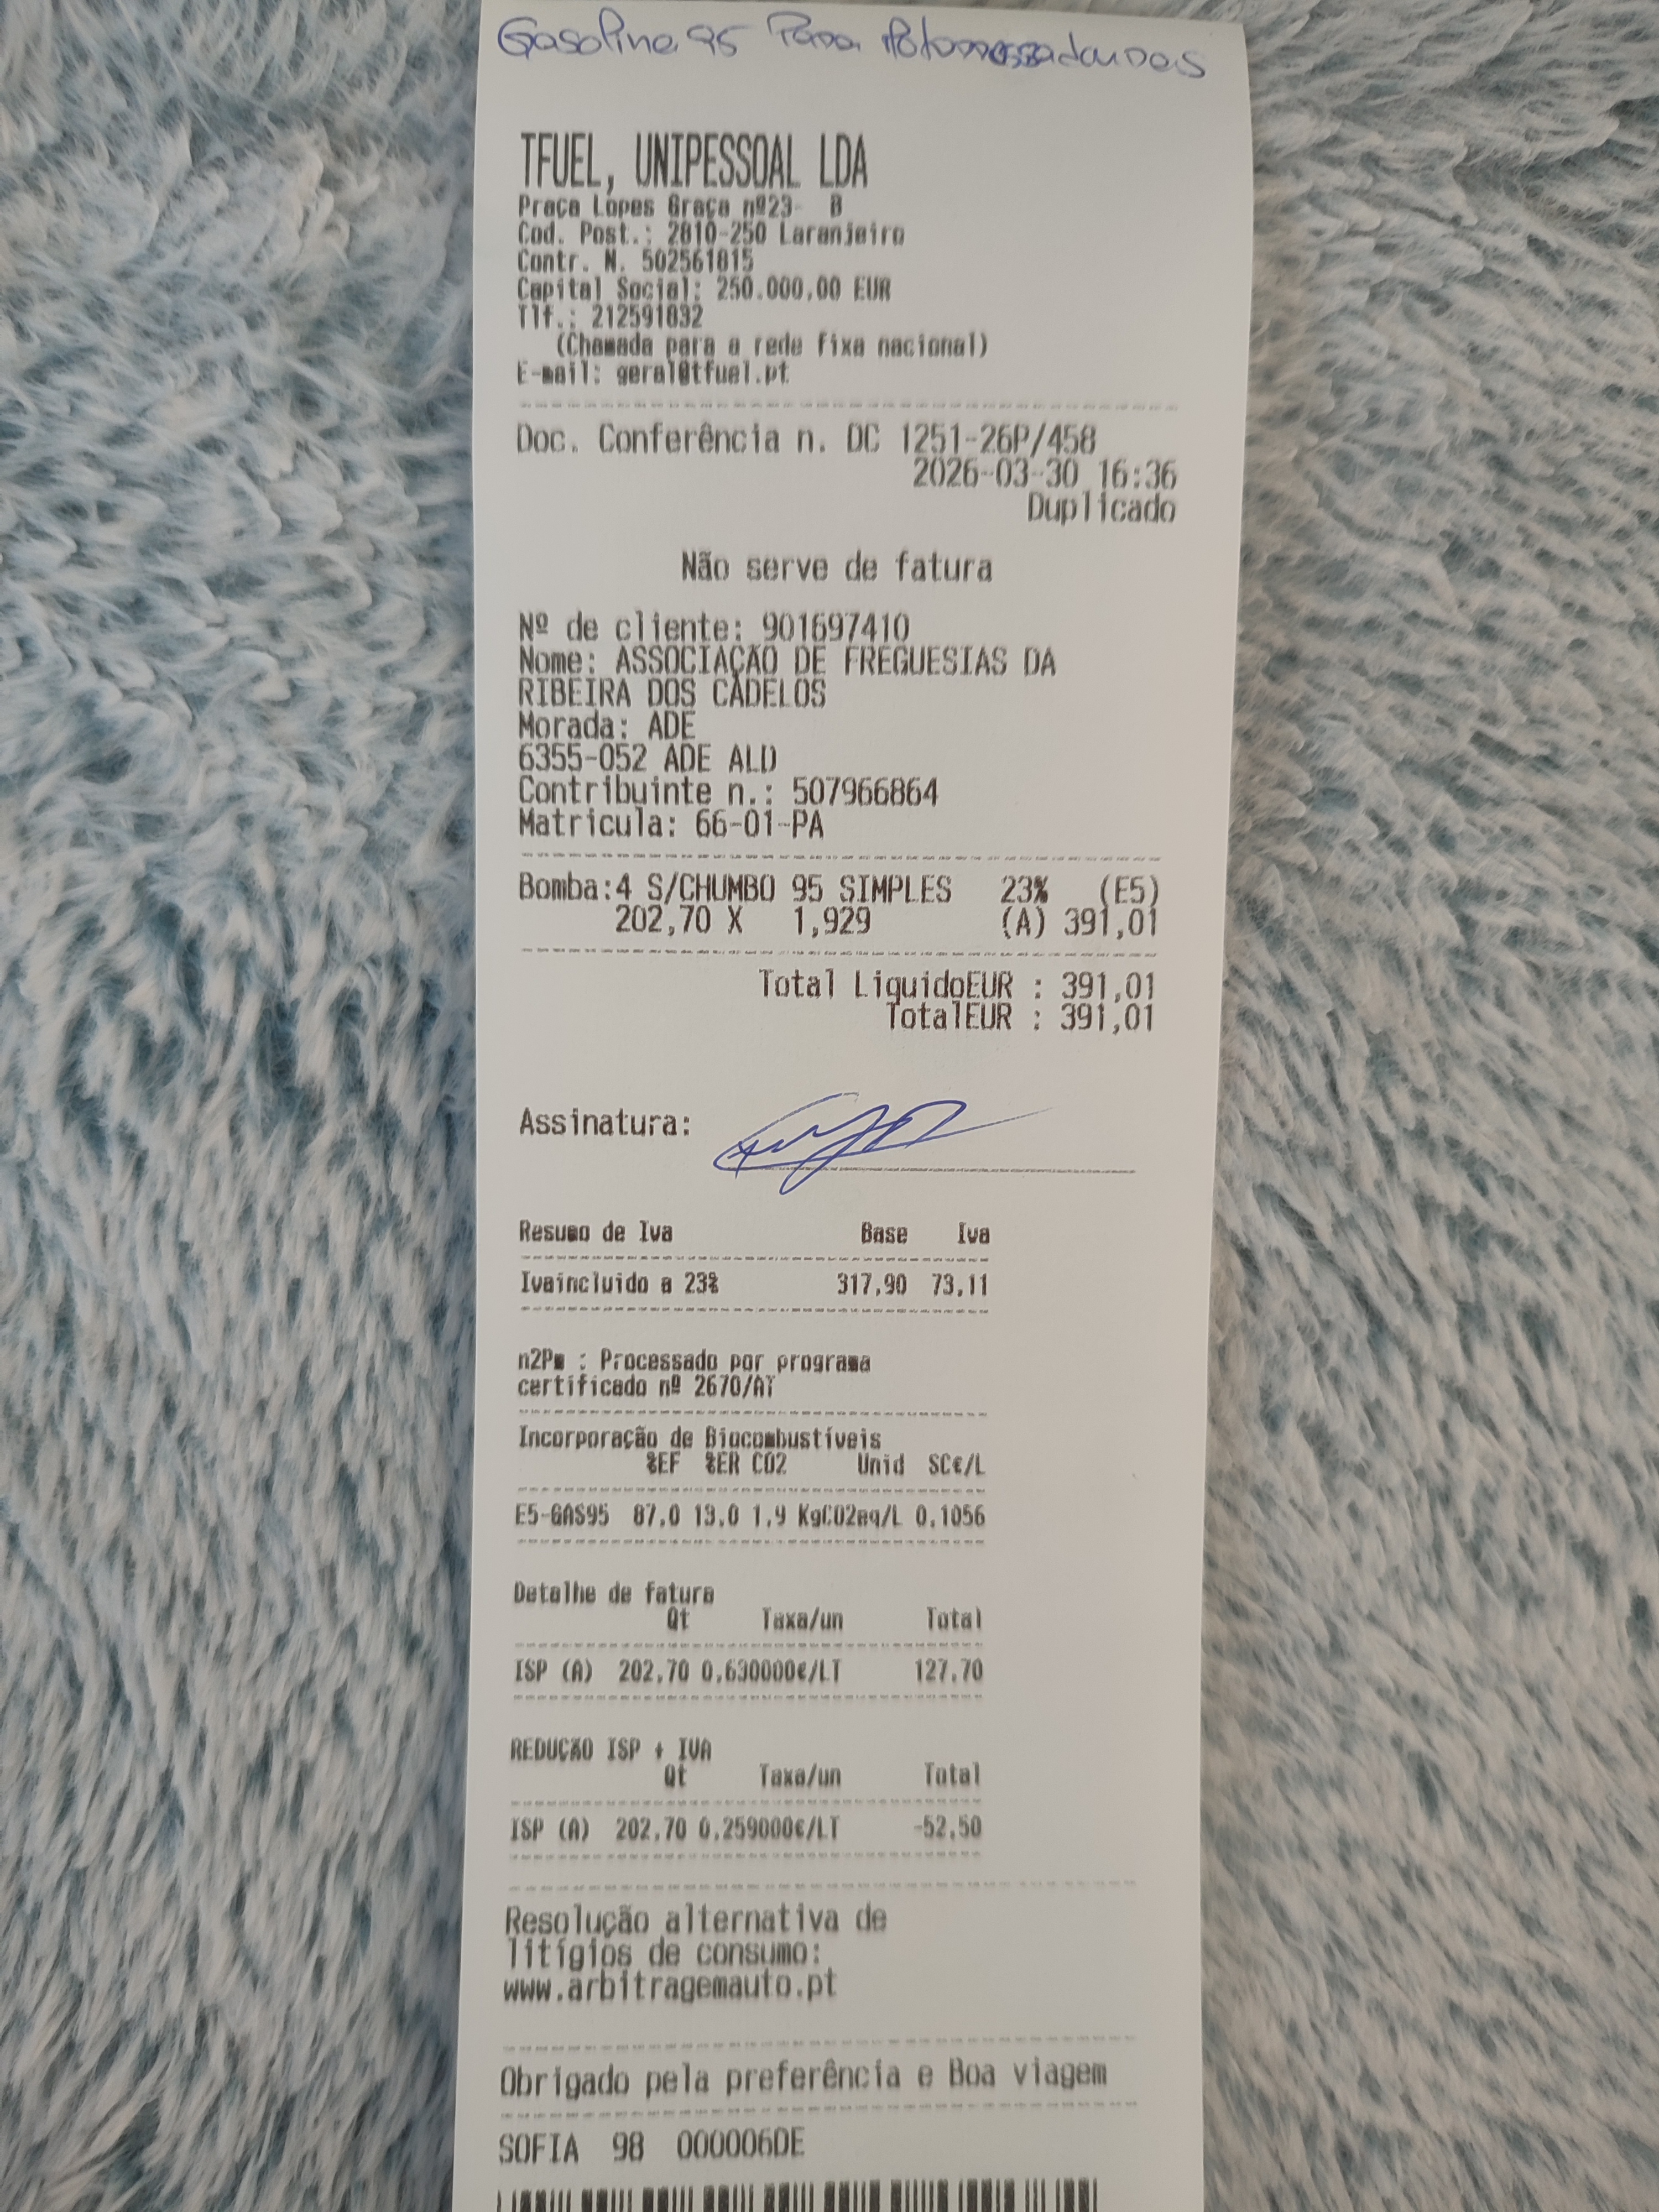 Gasolina 95 Para Motorroçadouras
TFUEL, UNIPESSOAL LDA
Praça Lopes Graça nº23- B
Cod. Post.: 2810-250 Laranjeiro
Contr. N. 502561815
Capital Social: 250.000,00 EUR
Tlf.: 212591832
(Chamada para a rede fixa nacional)
E-mail: geral@tfuel.pt
Doc. Conferência n. DC 1251-26P/458
2026-03-30 16:36
Duplicado
Não serve de fatura
Nº de cliente: 901697410
Nome: ASSOCIAÇÃO DE FREGUESIAS DA
RIBEIRA DOS CADELOS
Morada: ADE
6355-052 ADE ALD
Contribuinte n.: 507966864
Matricula: 66-01-PA
Bomba:4 S/CHUMBO 95 SIMPLES 23% (E5)
202,70 X 1,929 (A) 391,01
Total LiquidoEUR : 391,01
TotalEUR : 391,01
Assinatura:
Resumo de Iva Base Iva
Ivaincluido a 23% 317,90 73,11
n2Pm : Processado por programa
certificado nº 2670/AT
Incorporação de Biocombustíveis
%EF %ER CO2 Unid SC€/L
E5-GAS95 87,0 13.0 1,9 KgCO2eq/L 0,1056
Detalhe de fatura
Qt Taxa/un Total
ISP (A) 202,70 0,630000€/LT 127,70
REDUÇÃO ISP + IVA
Qt Taxa/un Total
ISP (A) 202,70 0,259000€/LT -52,50
Resolução alternativa de
litígios de consumo:
www.arbitragemauto.pt
Obrigado pela preferência e Boa viagem
SOFIA 98 000006DE